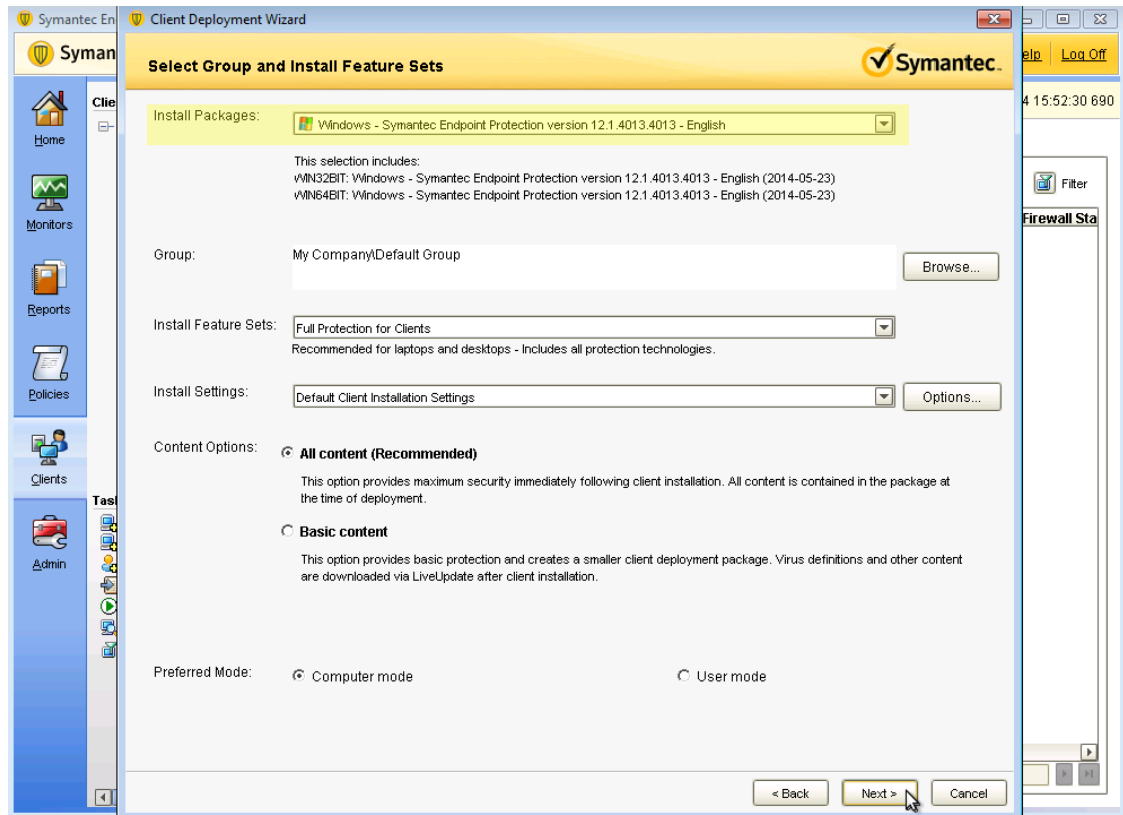 Symantec En
Client Deployment Wizard
Syman
Select Group and Install Feature Sets
Symantec.
elp
Log Off
4 15:52:30 690
Home
Monitors
Reports
Policies
Clients
Admin
Clie
Tas
Install Packages:
Windows - Symantec Endpoint Protection version 12.1.4013.4013 - English
This selection includes:
WIN32BIT: Windows - Symantec Endpoint Protection version 12.1.4013.4013 - English (2014-05-23)
WIN64BIT: Windows - Symantec Endpoint Protection version 12.1.4013.4013 - English (2014-05-23)
Filter
Firewall Sta
Group:
My Company\Default Group
Browse...
Install Feature Sets:
Full Protection for Clients
Recommended for laptops and desktops - Includes all protection technologies.
Install Settings:
Default Client Installation Settings
Options...
Content Options:
All content (Recommended)
This option provides maximum security immediately following client installation. All content is contained in the package at
the time of deployment.
Basic content
This option provides basic protection and creates a smaller client deployment package. Virus definitions and other content
are downloaded via LiveUpdate after client installation.
Preferred Mode:
Computer mode
User mode
< Back
Next >
Cancel